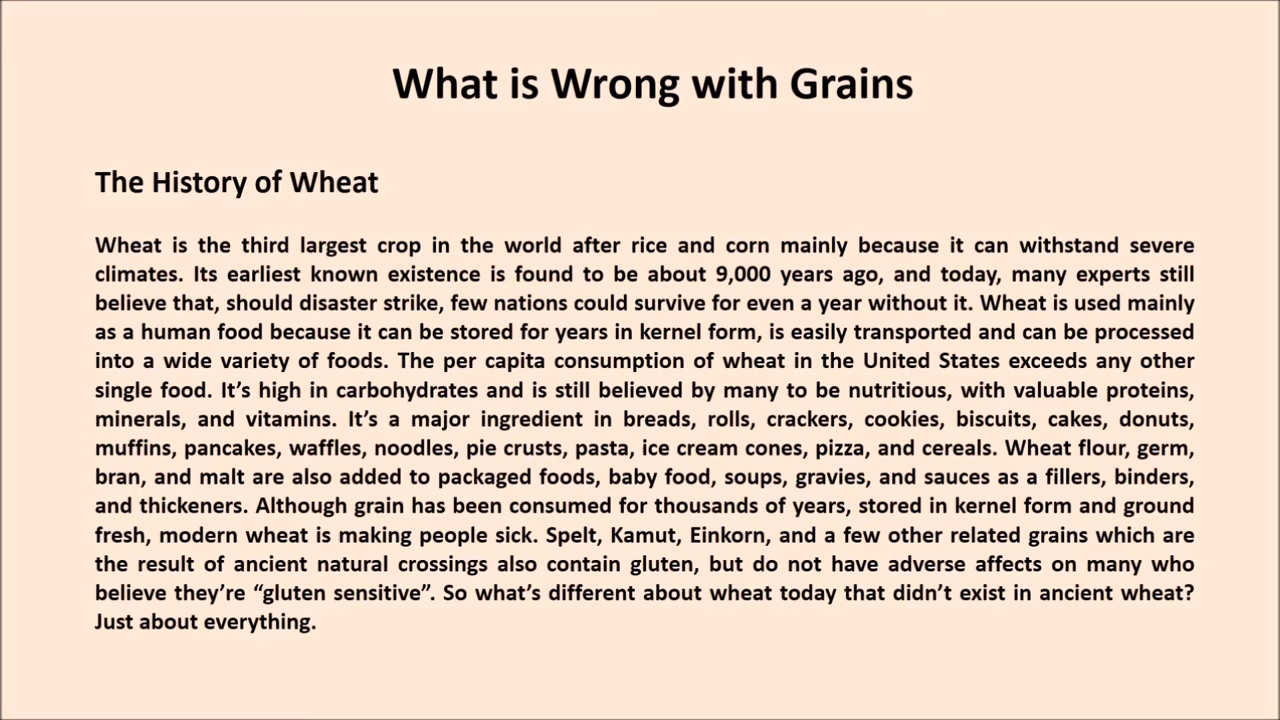 What is Wrong with Grains
The History of Wheat
Wheat is the third largest crop in the world after rice and corn mainly because it can withstand severe
climates. Its earliest known existence is found to be about 9,000 years ago, and today, many experts still
believe that, should disaster strike, few nations could survive for even a year without it. Wheat is used mainly
as a human food because it can be stored for years in kernel form, is easily transported and can be processed
into a wide variety of foods. The per capita consumption of wheat in the United States exceeds any other
single food. It’s high in carbohydrates and is still believed by many to be nutritious, with valuable proteins,
minerals, and vitamins. It’s a major ingredient in breads, rolls, crackers, cookies, biscuits, cakes, donuts,
muffins, pancakes, waffles, noodles, pie crusts, pasta, ice cream cones, pizza, and cereals. Wheat flour, germ,
bran, and malt are also added to packaged foods, baby food, soups, gravies, and sauces as a fillers, binders,
and thickeners. Although grain has been consumed for thousands of years, stored in kernel form and ground
fresh, modern wheat is making people sick. Spelt, Kamut, Einkorn, and a few other related grains which are
the result of ancient natural crossings also contain gluten, but do not have adverse affects on many who
believe they’re “gluten sensitive”. So what’s different about wheat today that didn’t exist in ancient wheat?
Just about everything.